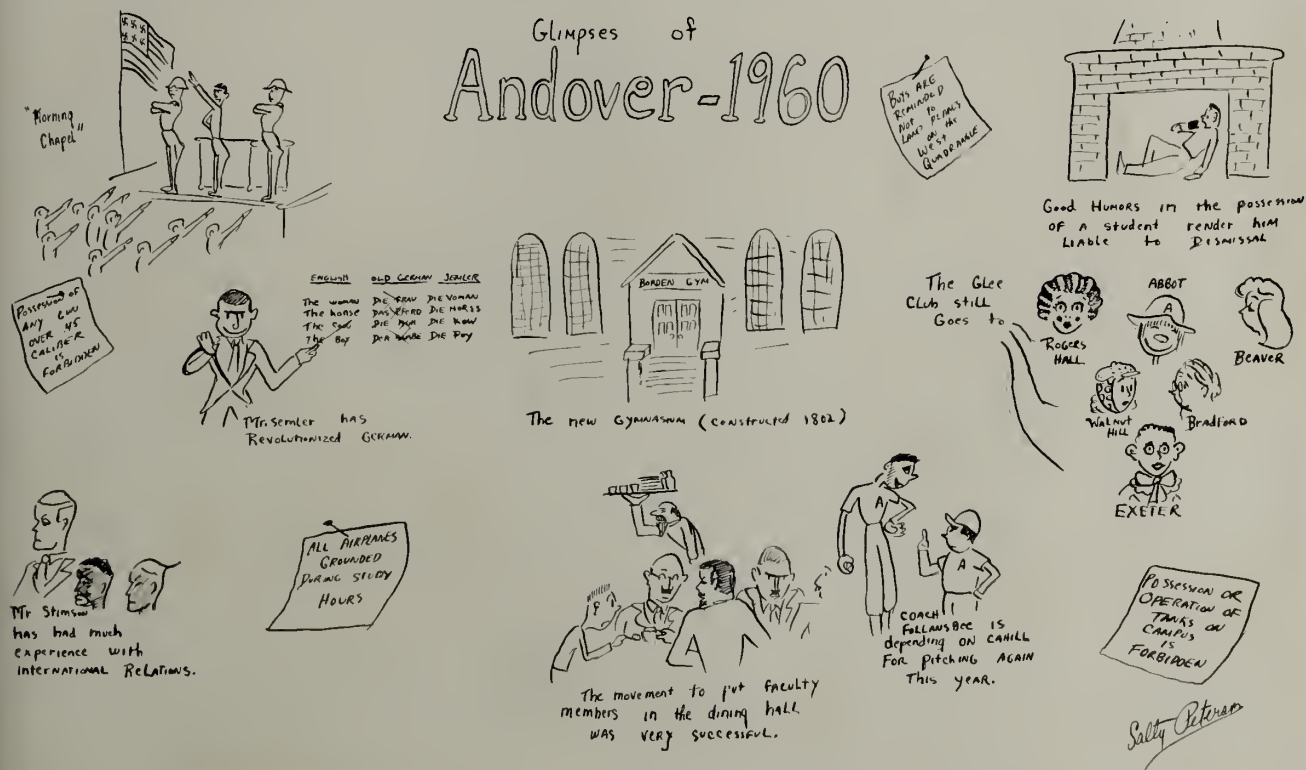 Glimpses of
Andover-1960
"Morning
Chapel"
BOYS ARE
REMINDED
NOT TO
LAND PLANES
ON the
WEST
QUADRANGLE
Good HUMORS in the possession
OF A student render him
LIABLE to DISMISSAL
Possession of
ANY GUN
OVER 45
CALIBER
IS
FORBIDDEN
ENGLISH OLD GERMAN SEMLER
The woman DIE FRAU DIE VOMAN
The horse DAS PFERD DIE HORSS
The Cow DIE KUH DIE KOW
The Boy DER KNABE DIE POY
Mr. Semler has
Revolutionized GERMAN.
BORDEN GYM
The new GYMNASIUM (constructed 1802)
The Glee
Club still
Goes to
ROGERS
HALL
ABBOT
A
BEAVER
WALNUT
HILL
BRADFORD
EXETER
Mr Stimson
has had much
experience with
INTERNATIONAL RELATIONS.
ALL AIRPLANES
GROUNDED
DURING STUDY
HOURS
A
The movement to put FACULTY
members in the dining hall
WAS VERY SUCCESSFUL.
A
A
COACH
FOLLANSBEE IS
depending ON CAHILL
FOR pitching AGAIN
This YEAR.
POSSESSION OR
OPERATION OF
TANKS ON
CAMPUS
IS
FORBIDDEN
Salty Peterson